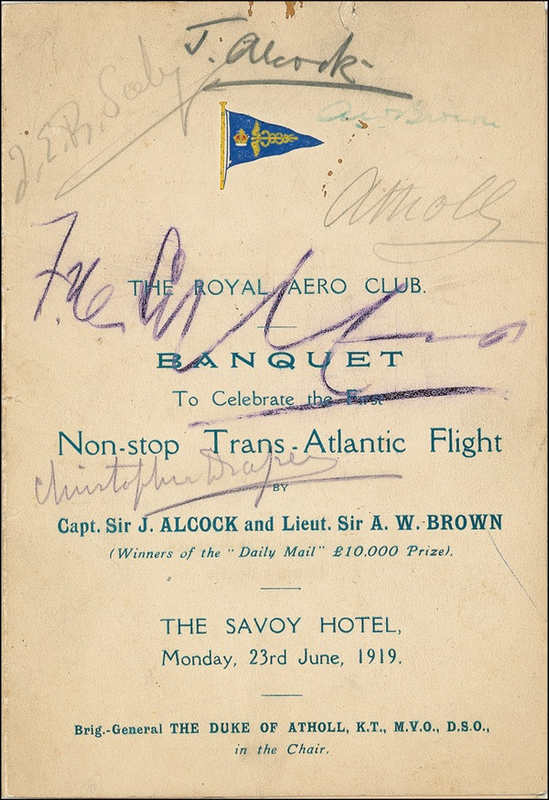 J. Alcock
J.E.B. Seely
A W Brown
Atholl
THE ROYAL AERO CLUB.
BANQUET
To Celebrate the First
Non-stop Trans-Atlantic Flight
Christopher Draper
BY
Capt. Sir J. ALCOCK and Lieut. Sir A. W. BROWN
(Winners of the "Daily Mail" £10,000 Prize).
THE SAVOY HOTEL,
Monday, 23rd June, 1919.
Brig.-General THE DUKE OF ATHOLL, K.T., M.V.O., D.S.O.,
in the Chair.